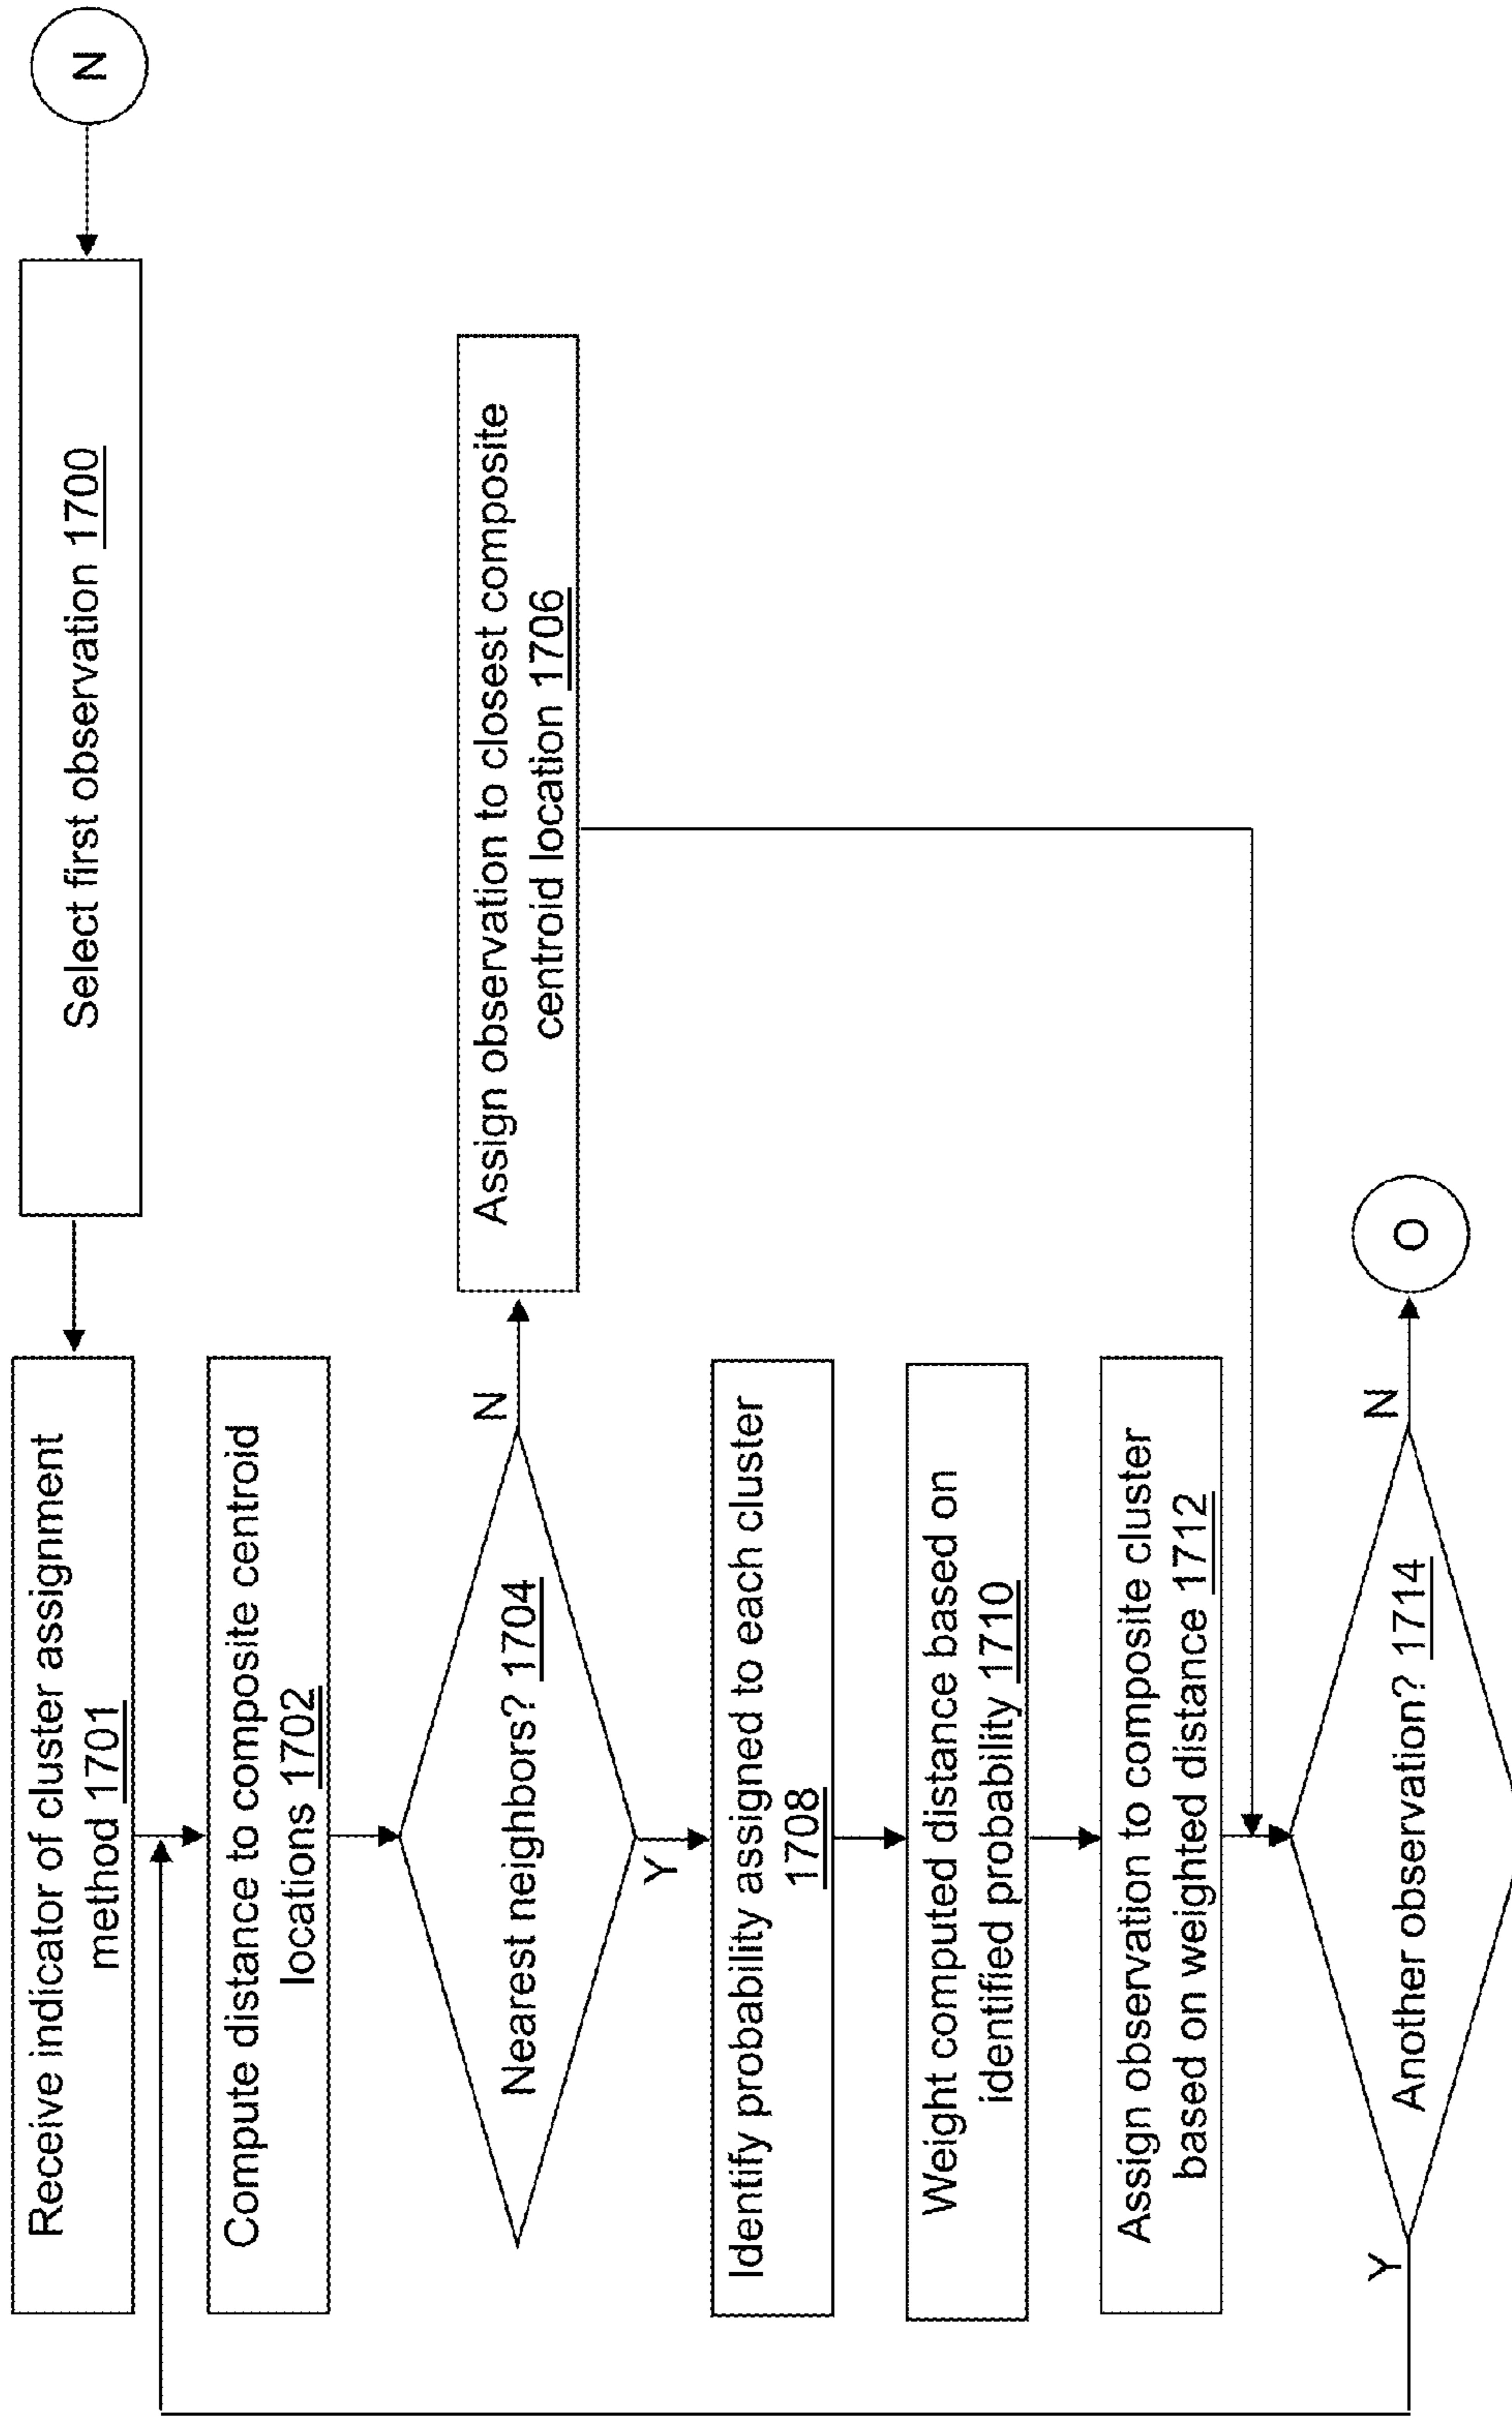 N
Select first observation 1700
Receive indicator of cluster assignment
method 1701
Compute distance to composite centroid
locations 1702
Nearest neighbors? 1704
N
Assign observation to closest composite
centroid location 1706
Y
Identify probability assigned to each cluster
1708
Weight computed distance based on
identified probability 1710
Assign observation to composite cluster
based on weighted distance 1712
Another observation? 1714
Y
N
O